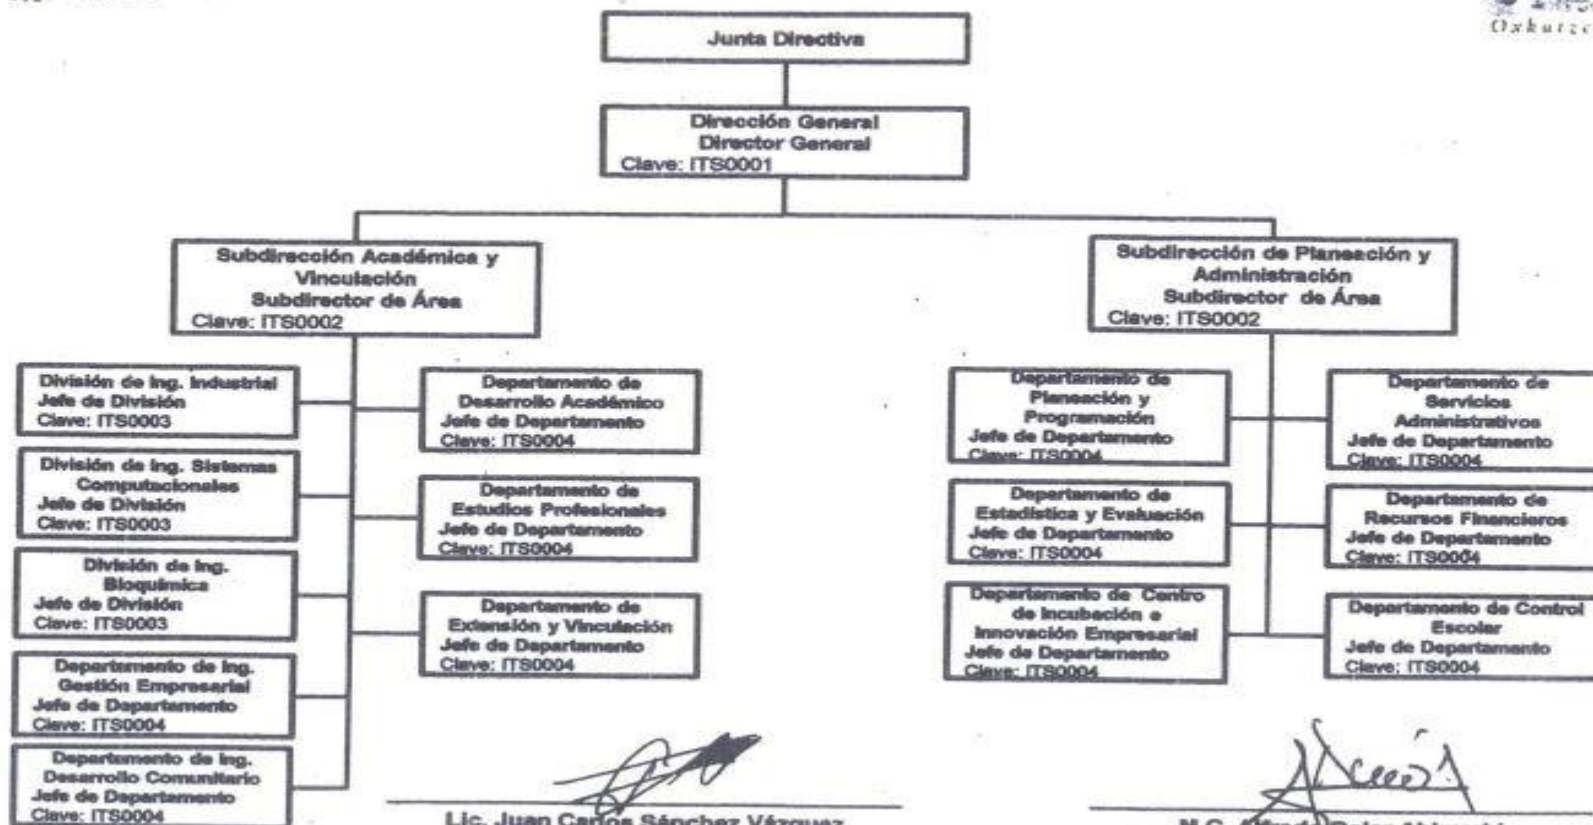 Oxkutzc
Junta Directiva
Dirección General
Director General
Clave: ITS0001
Subdirección Académica y
Vinculación
Subdirector de Área
Clave: ITS0002
Subdirección de Planeación y
Administración
Subdirector de Área
Clave: ITS0002
División de Ing. Industrial
Jefe de División
Clave: ITS0003
División de Ing. Sistemas
Computacionales
Jefe de División
Clave: ITS0003
División de Ing.
Bioquímica
Jefe de División
Clave: ITS0003
Departamento de Ing.
Gestión Empresarial
Jefe de Departamento
Clave: ITS0004
Departamento de Ing.
Desarrollo Comunitario
Jefe de Departamento
Clave: ITS0004
Departamento de
Desarrollo Académico
Jefe de Departamento
Clave: ITS0004
Departamento de
Estudios Profesionales
Jefe de Departamento
Clave: ITS0004
Departamento de
Extensión y Vinculación
Jefe de Departamento
Clave: ITS0004
Departamento de
Planeación y
Programación
Jefe de Departamento
Clave: ITS0004
Departamento de
Estadística y Evaluación
Jefe de Departamento
Clave: ITS0004
Departamento de Centro
de Incubación e
Innovación Empresarial
Jefe de Departamento
Clave: ITS0004
Departamento de
Servicios
Administrativos
Jefe de Departamento
Clave: ITS0004
Departamento de
Recursos Financieros
Jefe de Departamento
Clave: ITS0004
Departamento de Control
Escolar
Jefe de Departamento
Clave: ITS0004
Lic. Juan Carlos Sánchez Vázquez